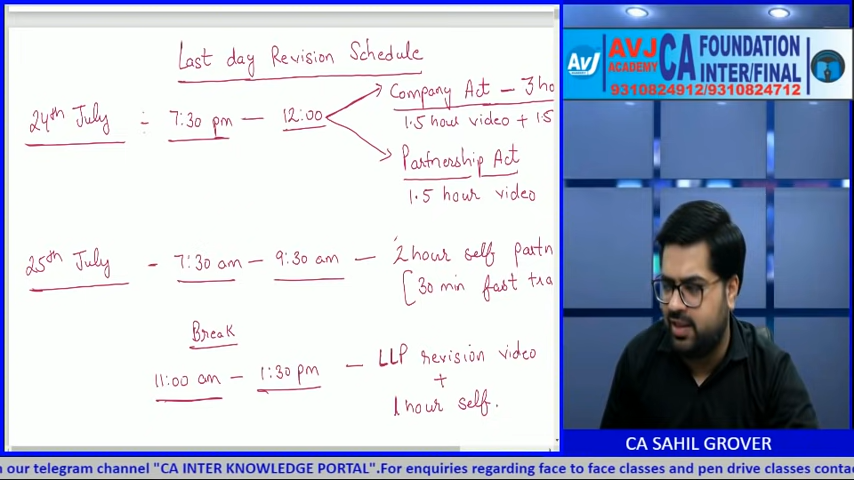 Last day Revision Schedule
24th July : 7:30 pm — 12:00
Company Act — 3 ho
1.5 hour video + 1.5
Partnership Act
1.5 hour video
25th July - 7:30 am — 9:30 am — 2 hour self partn
[30 min fast tra
Break
11:00 am — 1:30 pm — LLP revision video
+
1 hour self.
AVJ
AVJ
ACADEMY
CA FOUNDATION
INTER/FINAL
9310824912/9310824712
CA SAHIL GROVER
n our telegram channel "CA INTER KNOWLEDGE PORTAL".For enquiries regarding face to face classes and pen drive classes conta